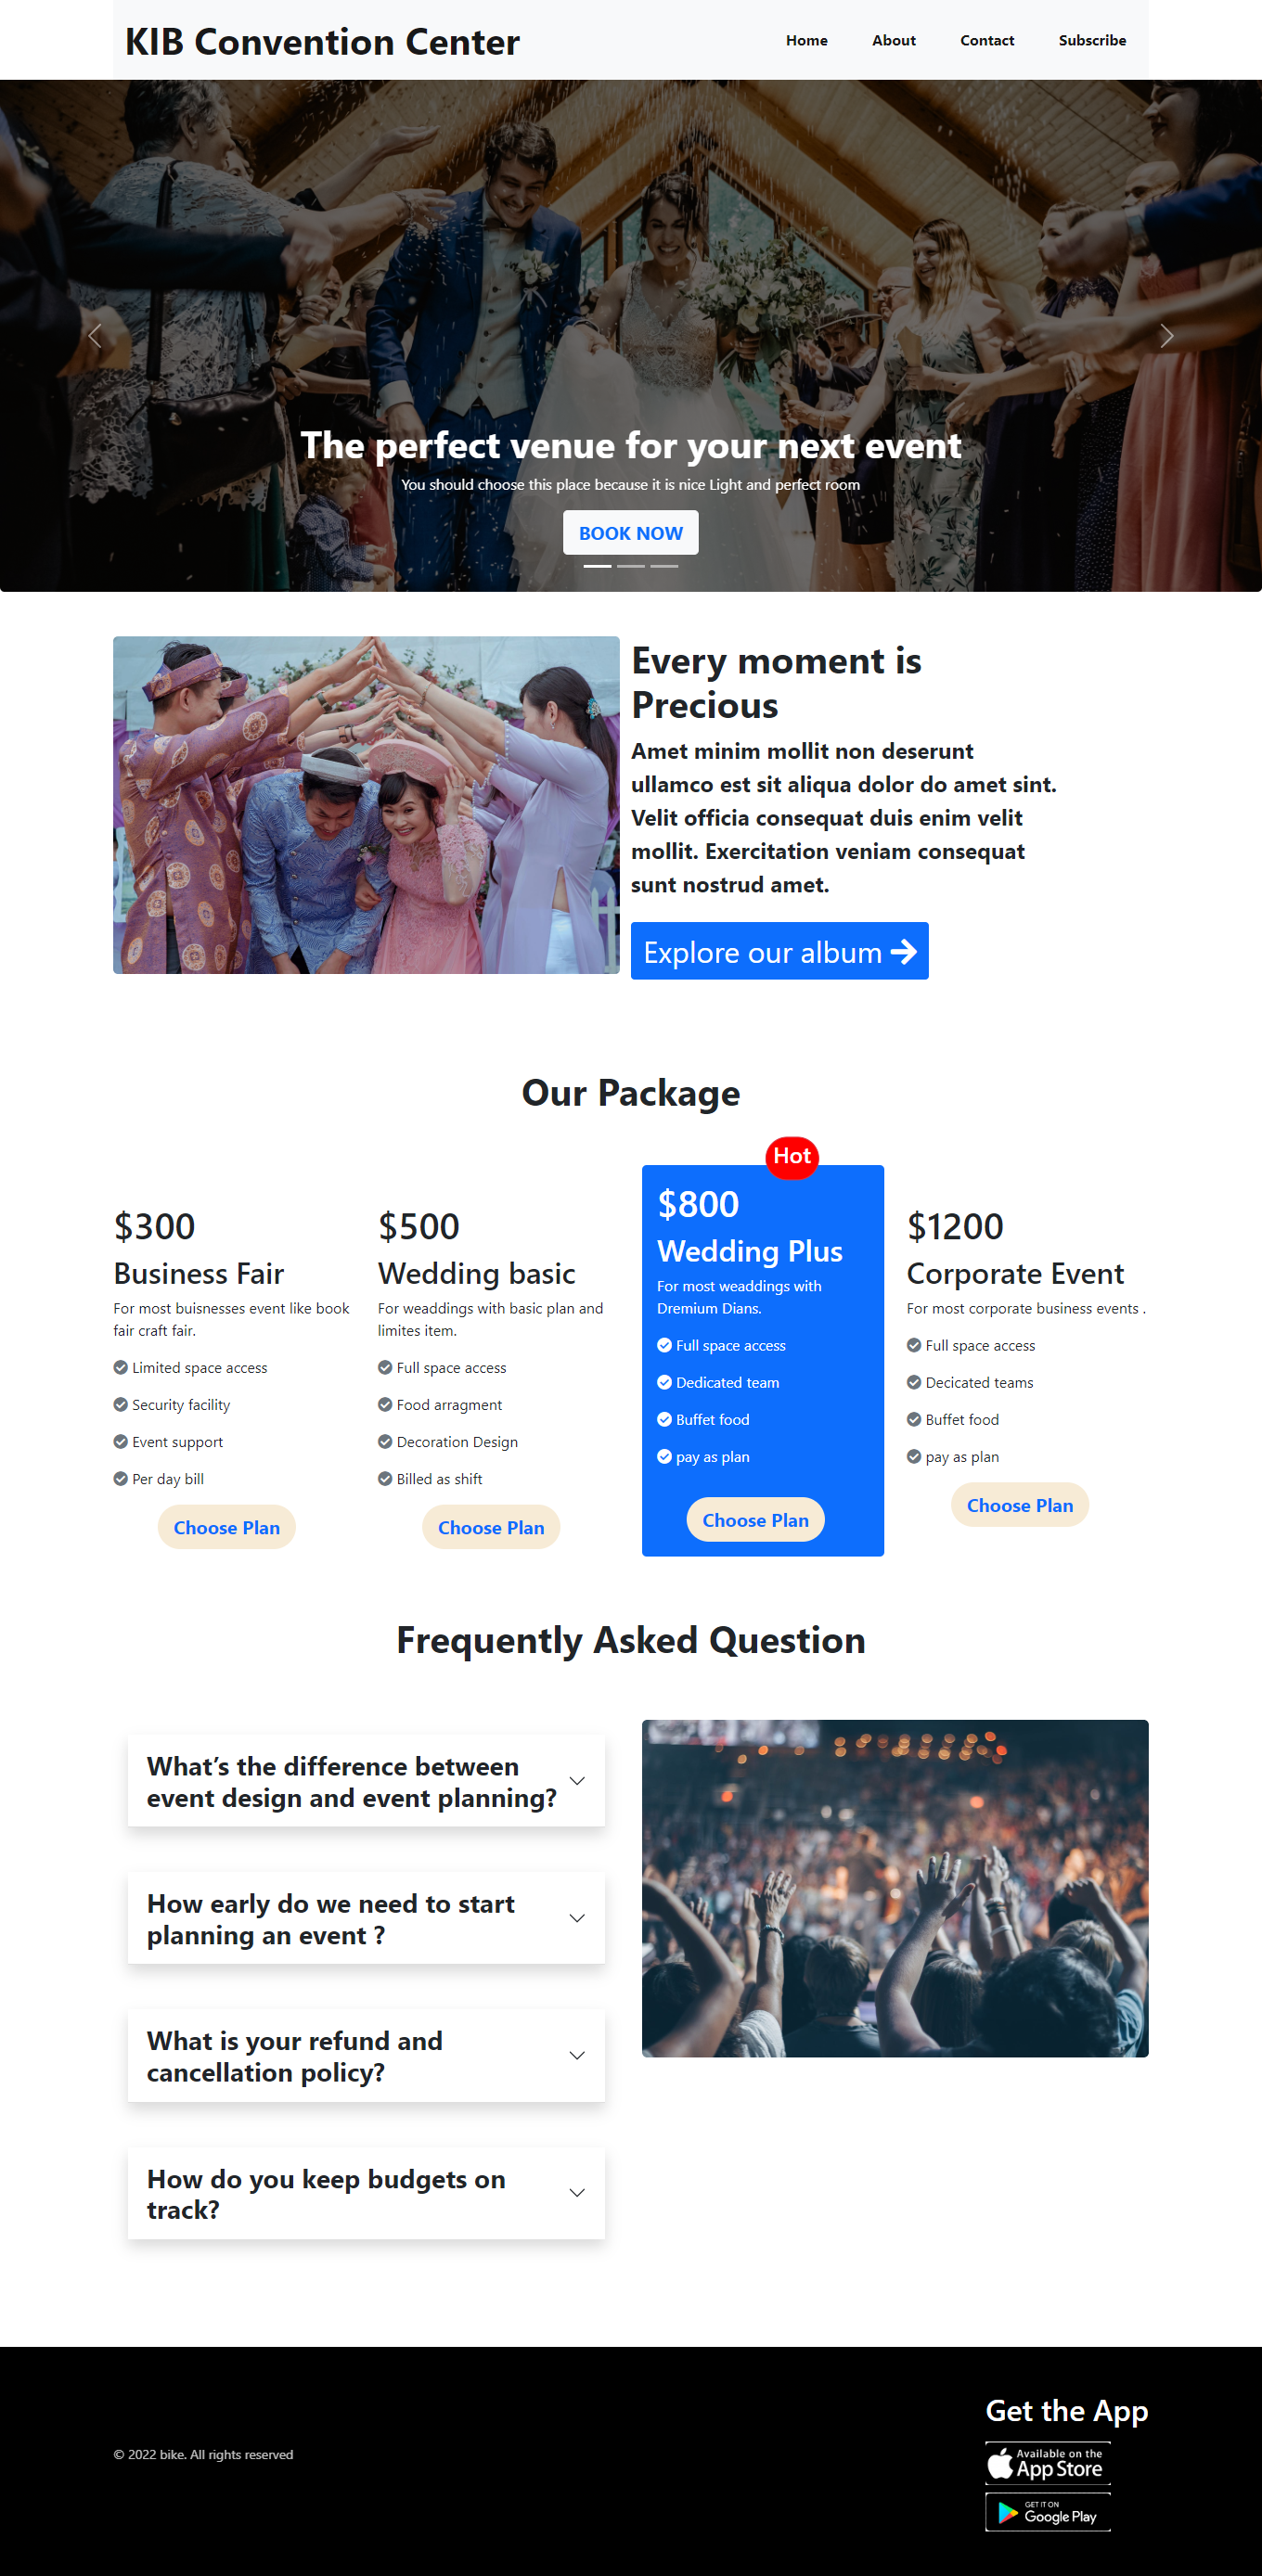 KIB Convention Center
Home About Contact Subscribe
The perfect venue for your next event
You should choose this place because it is nice Light and perfect room
BOOK NOW
Every moment is
Precious
Amet minim mollit non deserunt
ullamco est sit aliqua dolor do amet sint.
Velit officia consequat duis enim velit
mollit. Exercitation veniam consequat
sunt nostrud amet.
Explore our album
Our Package
$300
Business Fair
For most buisnesses event like book
fair craft fair.
Limited space access
Security facility
Event support
Per day bill
Choose Plan
$500
Wedding basic
For weaddings with basic plan and
limites item.
Full space access
Food arragment
Decoration Design
Billed as shift
Choose Plan
Hot
$800
Wedding Plus
For most weaddings with
Dremium Dians.
Full space access
Dedicated team
Buffet food
pay as plan
Choose Plan
$1200
Corporate Event
For most corporate business events .
Full space access
Decicated teams
Buffet food
pay as plan
Choose Plan
Frequently Asked Question
What’s the difference between
event design and event planning?
How early do we need to start
planning an event ?
What is your refund and
cancellation policy?
How do you keep budgets on
track?
© 2022 bike. All rights reserved
Get the App
Available on the
App Store
GET IT ON
Google Play